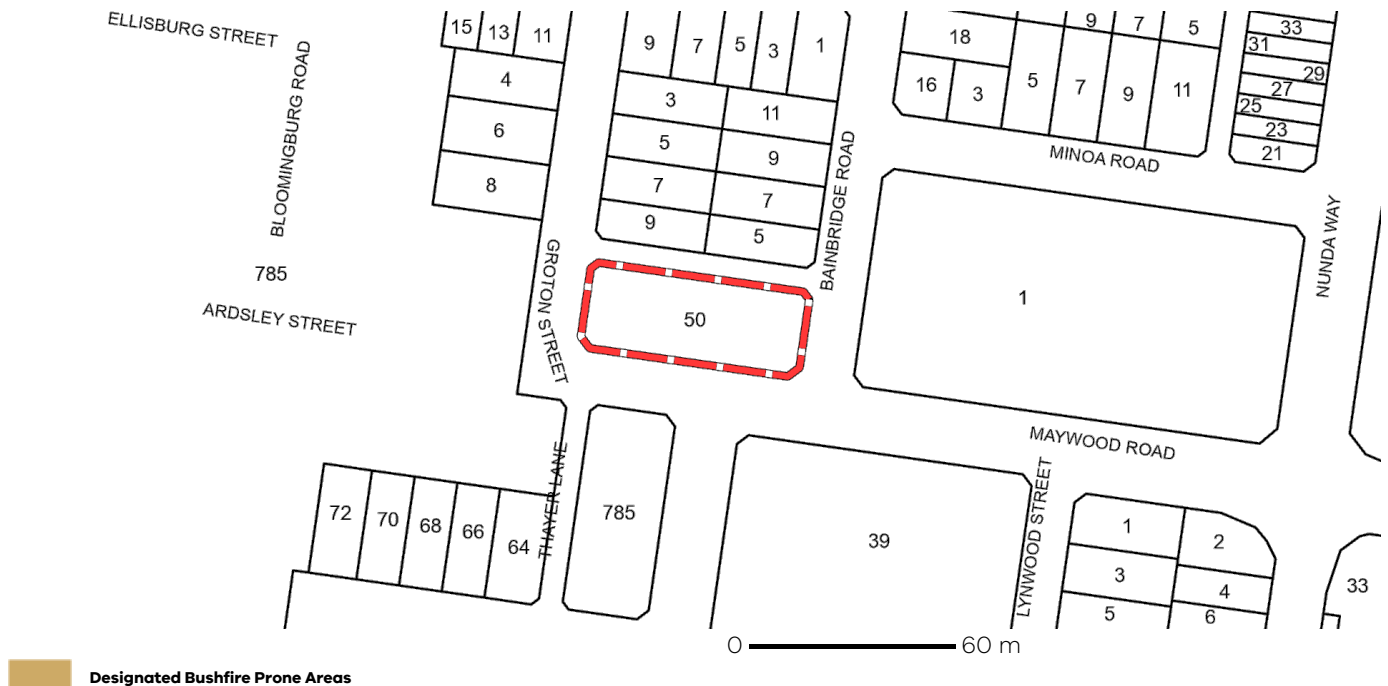 ELLISBURG STREET
BLOOMINGBURG ROAD
15 13 11
4
6
8
9 7 5 3 1
3 11
5 9
7 7
9 5
BAINBRIDGE ROAD
18
16 3
5 7 9 11
9 7 5
33
31
29
27
25
23
21
MINOA ROAD
NUNDA WAY
785
ARDSLEY STREET
GROTON STREET
50
1
MAYWOOD ROAD
72 70 68 66 64
THAYER LANE
785
39
LYNWOOD STREET
1 2
3 4
5 6
33
0 60 m
Designated Bushfire Prone Areas